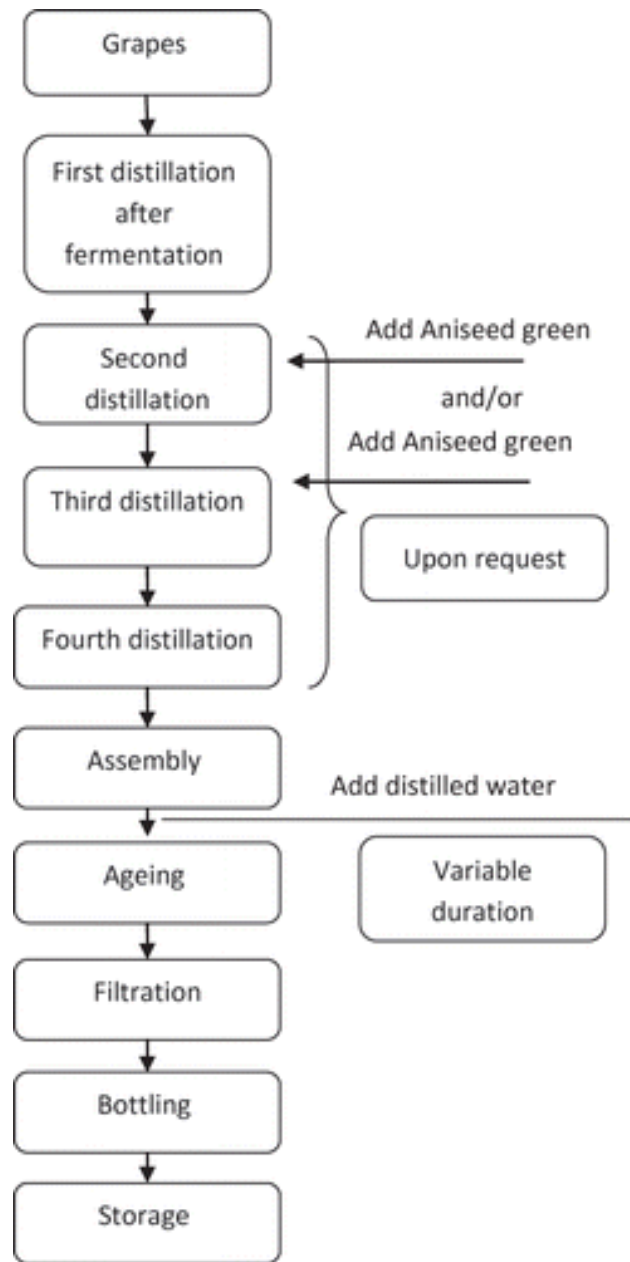 Grapes
First distillation
after
fermentation
Add Aniseed green
Second
distillation
and/or
Add Aniseed green
Third distillation
Upon request
Fourth distillation
Assembly
Add distilled water
Ageing
Variable
duration
Filtration
Bottling
Storage